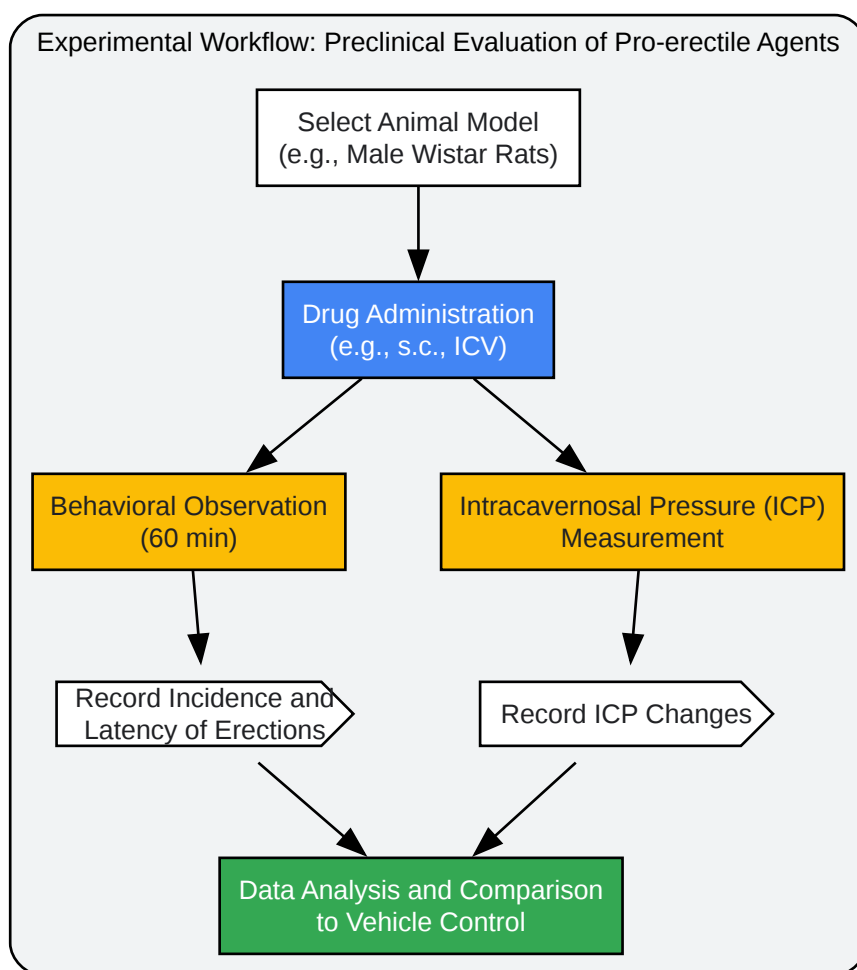 Experimental Workflow: Preclinical Evaluation of Pro-erectile Agents
Select Animal Model
(e.g., Male Wistar Rats)
Drug Administration
(e.g., s.c., ICV)
Behavioral Observation
(60 min)
Intracavernosal Pressure (ICP)
Measurement
Record Incidence and
Latency of Erections
Record ICP Changes
Data Analysis and Comparison
to Vehicle Control